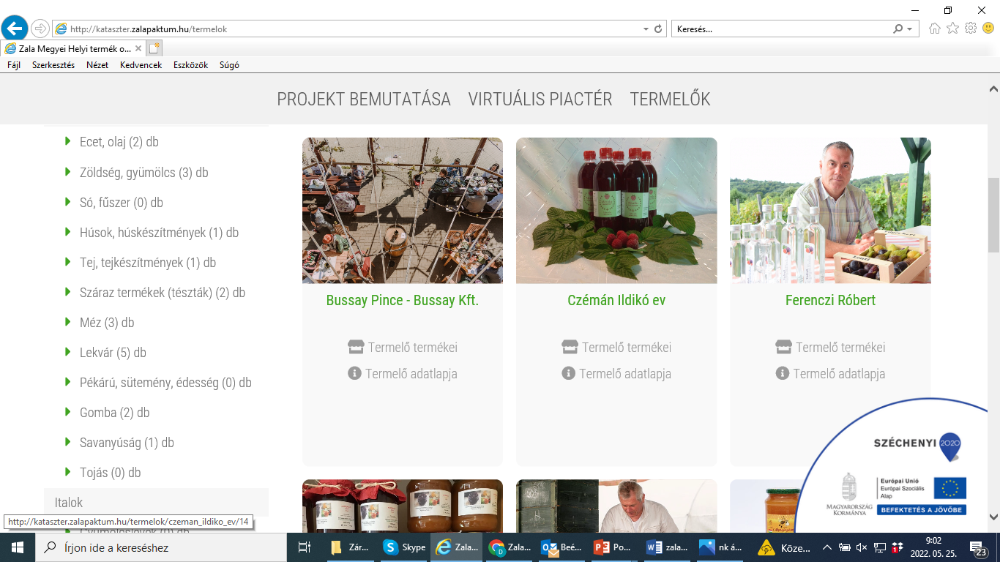 http://kataszter.zalapaktum.hu/termelok
Keresés...
Zala Megyei Helyi termék o...
Fájl Szerkesztés Nézet Kedvencek Eszközök Súgó
PROJEKT BEMUTATÁSA VIRTUÁLIS PIACTÉR TERMELŐK
Ecet, olaj (2) db
Zöldség, gyümölcs (3) db
Só, fűszer (0) db
Húsok, húskészítmények (1) db
Tej, tejkészítmények (1) db
Száraz termékek (tészták) (2) db
Méz (3) db
Lekvár (5) db
Pékárú, sütemény, édesség (0) db
Gomba (2) db
Savanyúság (1) db
Tojás (0) db
Italok
http://kataszter.zalapaktum.hu/termelok/czeman_ildiko_ev/14
Bussay Pince - Bussay Kft.
Termelő termékei
Termelő adatlapja
Czémán Ildikó ev
Termelő termékei
Termelő adatlapja
Ferenczi Róbert
Termelő termékei
Termelő adatlapja
SZÉCHENYI 2020
MAGYARORSZÁG
KORMÁNYA
Európai Unió
Európai Szociális
Alap
BEFEKTETÉS A JÖVŐBE
Írjon ide a kereséshez
Zár...
Skype
Zala...
Zala...
Beé...
Po...
zala...
nk á...
Köze...
9:02
2022. 05. 25.
23